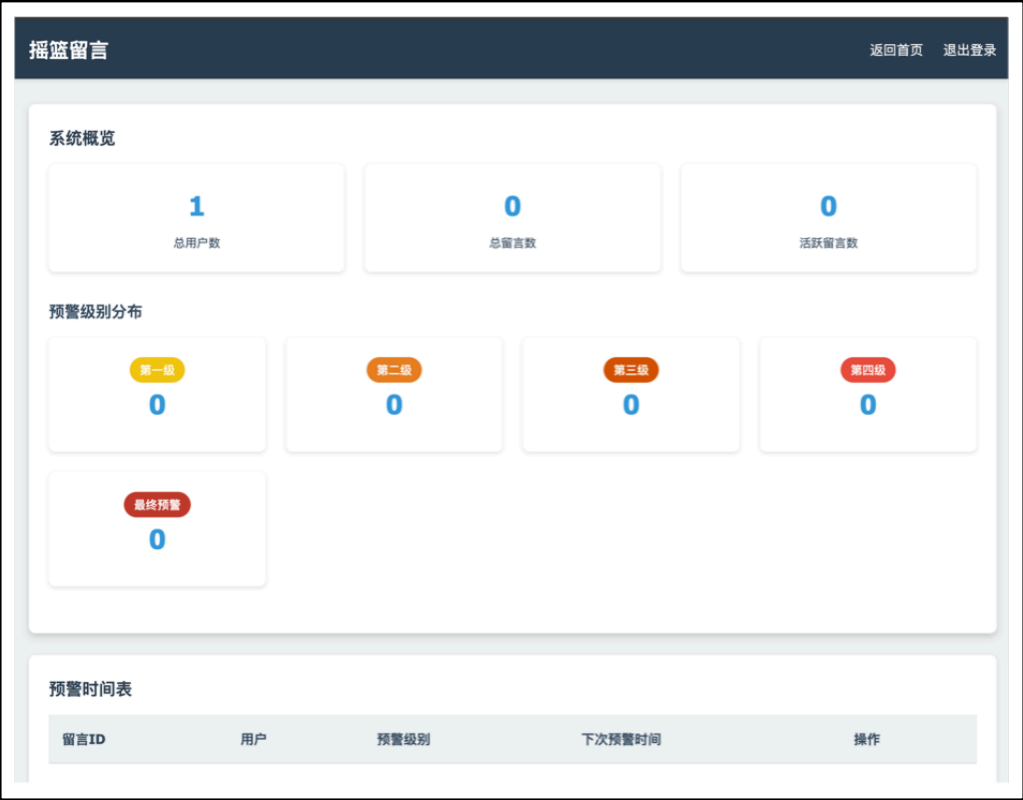 摇篮留言 返回首页 退出登录
系统概览
1 0 0
总用户数 总留言数 活跃留言数
预警级别分布
第一级 第二级 第三级 第四级
0 0 0 0
最终预警
0
预警时间表
留言ID 用户 预警级别 下次预警时间 操作